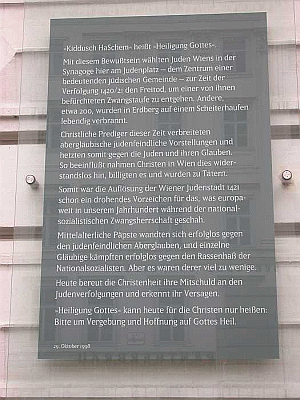 »Kiddusch HaSchem« heißt »Heiligung Gottes«.
Mit diesem Bewußtsein wählten Juden Wiens in der
Synagoge hier am Judenplatz – dem Zentrum einer
bedeutenden jüdischen Gemeinde – zur Zeit der
Verfolgung 1420/21 den Freitod, um einer von ihnen
befürchteten Zwangstaufe zu entgehen. Andere,
etwa 200, wurden in Erdberg auf einem Scheiterhaufen
lebendig verbrannt.
Christliche Prediger dieser Zeit verbreiteten
abergläubische judenfeindliche Vorstellungen und
hetzten somit gegen die Juden und ihren Glauben.
So beeinflußt nahmen Christen in Wien dies wider-
standslos hin, billigten es und wurden zu Tätern.
Somit war die Auflösung der Wiener Judenstadt 1421
schon ein drohendes Vorzeichen für das, was europa-
weit in unserem Jahrhundert während der national-
sozialistischen Zwangsherrschaft geschah.
Mittelalterliche Päpste wandten sich erfolglos gegen
den judenfeindlichen Aberglauben, und einzelne
Gläubige kämpften erfolglos gegen den Rassenhaß der
Nationalsozialisten. Aber es waren derer viel zu wenige.
Heute bereut die Christenheit ihre Mitschuld an den
Judenverfolgungen und erkennt ihr Versagen.
»Heiligung Gottes« kann heute für die Christen nur heißen:
Bitte um Vergebung und Hoffnung auf Gottes Heil.
29. Oktober 1998